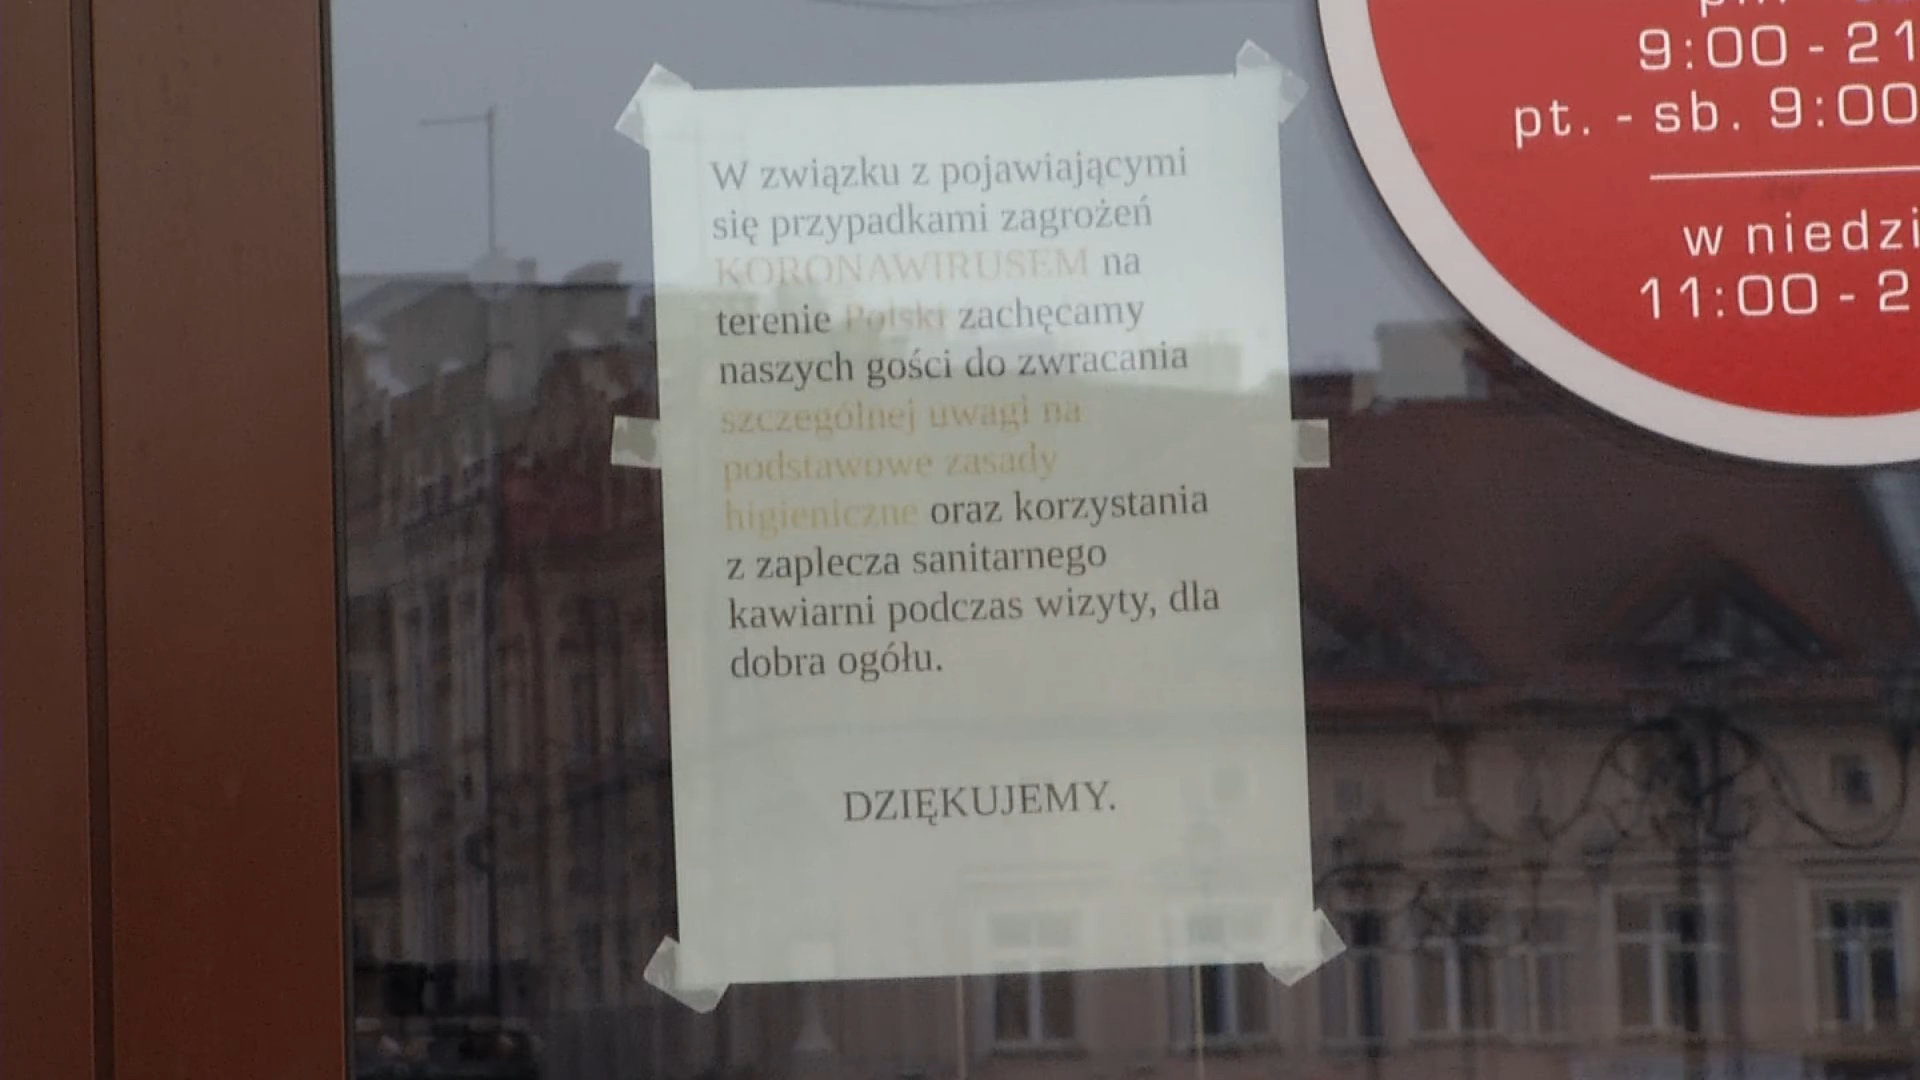 W związku z pojawiającymi
się przypadkami zagrożeń
KORONAWIRUSEM na
terenie Polski zachęcamy
naszych gości do zwracania
szczególnej uwagi na
podstawowe zasady
higieniczne oraz korzystania
z zaplecza sanitarnego
kawiarni podczas wizyty, dla
dobra ogółu.
DZIĘKUJEMY.
9:00 - 21
pt. - sb. 9:00
w niedzi
11:00 - 2